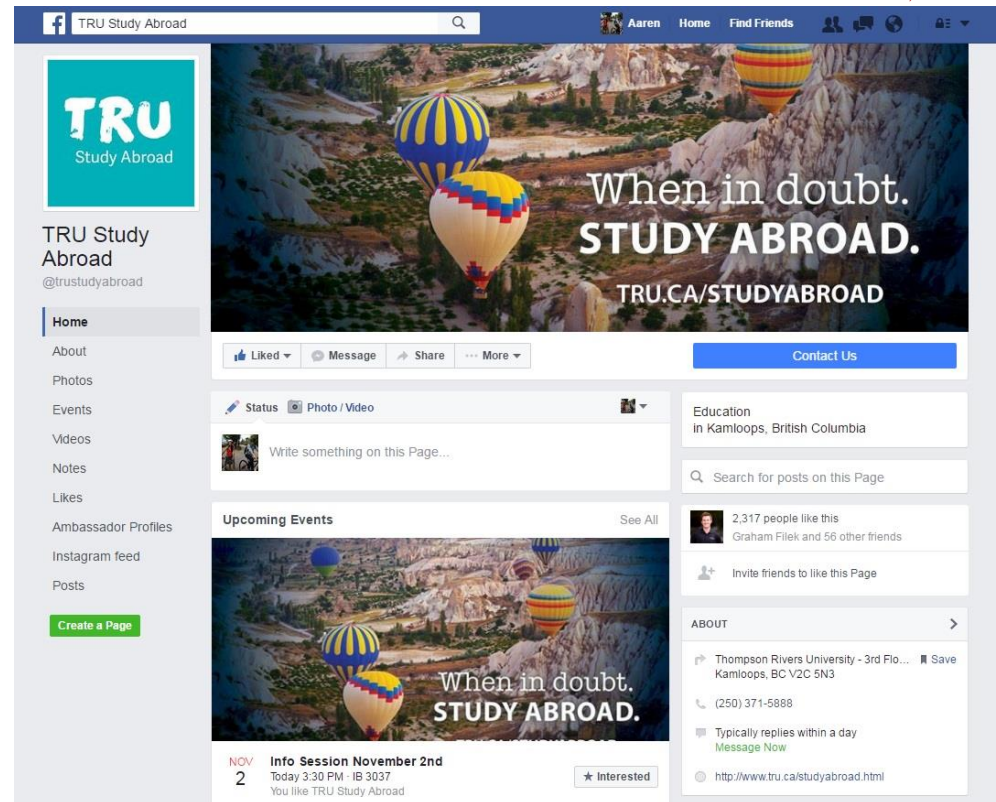 f
TRU Study Abroad
Aaren
Home
Find Friends
TRU
Study Abroad
When in doubt.
STUDY ABROAD.
TRU.CA/STUDYABROAD
TRU Study
Abroad
@trustudyabroad
Home
About
Photos
Events
Videos
Notes
Likes
Ambassador Profiles
Instagram feed
Posts
Create a Page
Liked
Message
Share
··· More
Contact Us
Status
Photo / Video
Write something on this Page...
Upcoming Events
See All
When in doubt.
STUDY ABROAD.
TRU.CA/STUDYABROAD
NOV
2
Info Session November 2nd
Today 3:30 PM · IB 3037
You like TRU Study Abroad
★ Interested
Education
in Kamloops, British Columbia
Search for posts on this Page
2,317 people like this
Graham Filek and 56 other friends
Invite friends to like this Page
ABOUT
Thompson Rivers University - 3rd Flo...
Save
Kamloops, BC V2C 5N3
(250) 371-5888
Typically replies within a day
Message Now
http://www.tru.ca/studyabroad.html